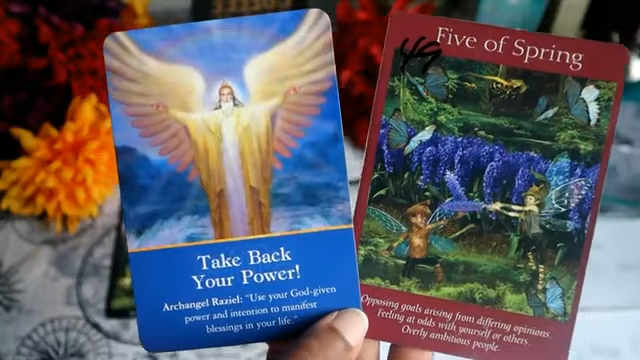 Take Back
Your Power!
Archangel Raziel: "Use your God-given
power and intention to manifest
blessings in your life."
49
Five of Spring
Opposing goals arising from differing opinions.
Feeling at odds with yourself or others.
Overly ambitious people.